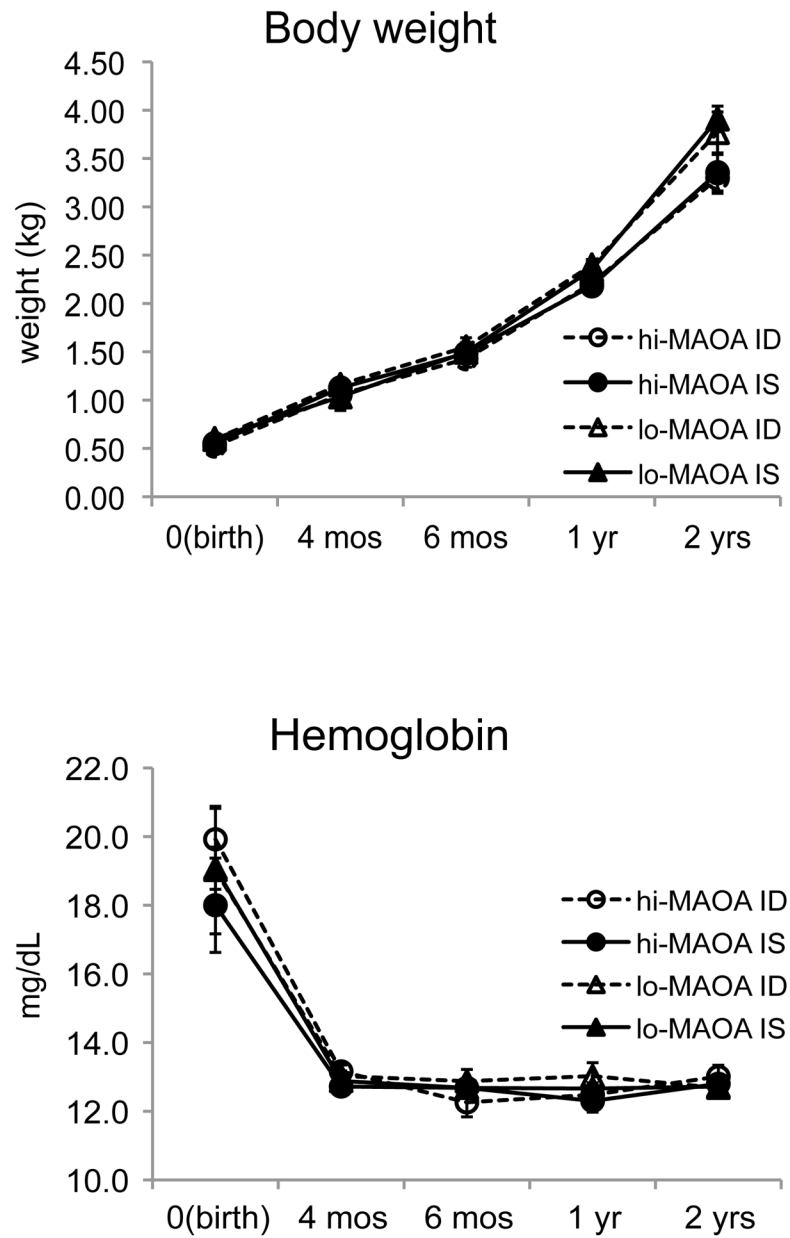 Body weight
4.50
4.00
3.50
3.00
2.50
2.00
1.50
1.00
0.50
0.00
weight (kg)
hi-MAOA ID
hi-MAOA IS
lo-MAOA ID
lo-MAOA IS
0(birth) 4 mos 6 mos 1 yr 2 yrs
Hemoglobin
22.0
20.0
18.0
16.0
14.0
12.0
10.0
mg/dL
hi-MAOA ID
hi-MAOA IS
lo-MAOA ID
lo-MAOA IS
0(birth) 4 mos 6 mos 1 yr 2 yrs